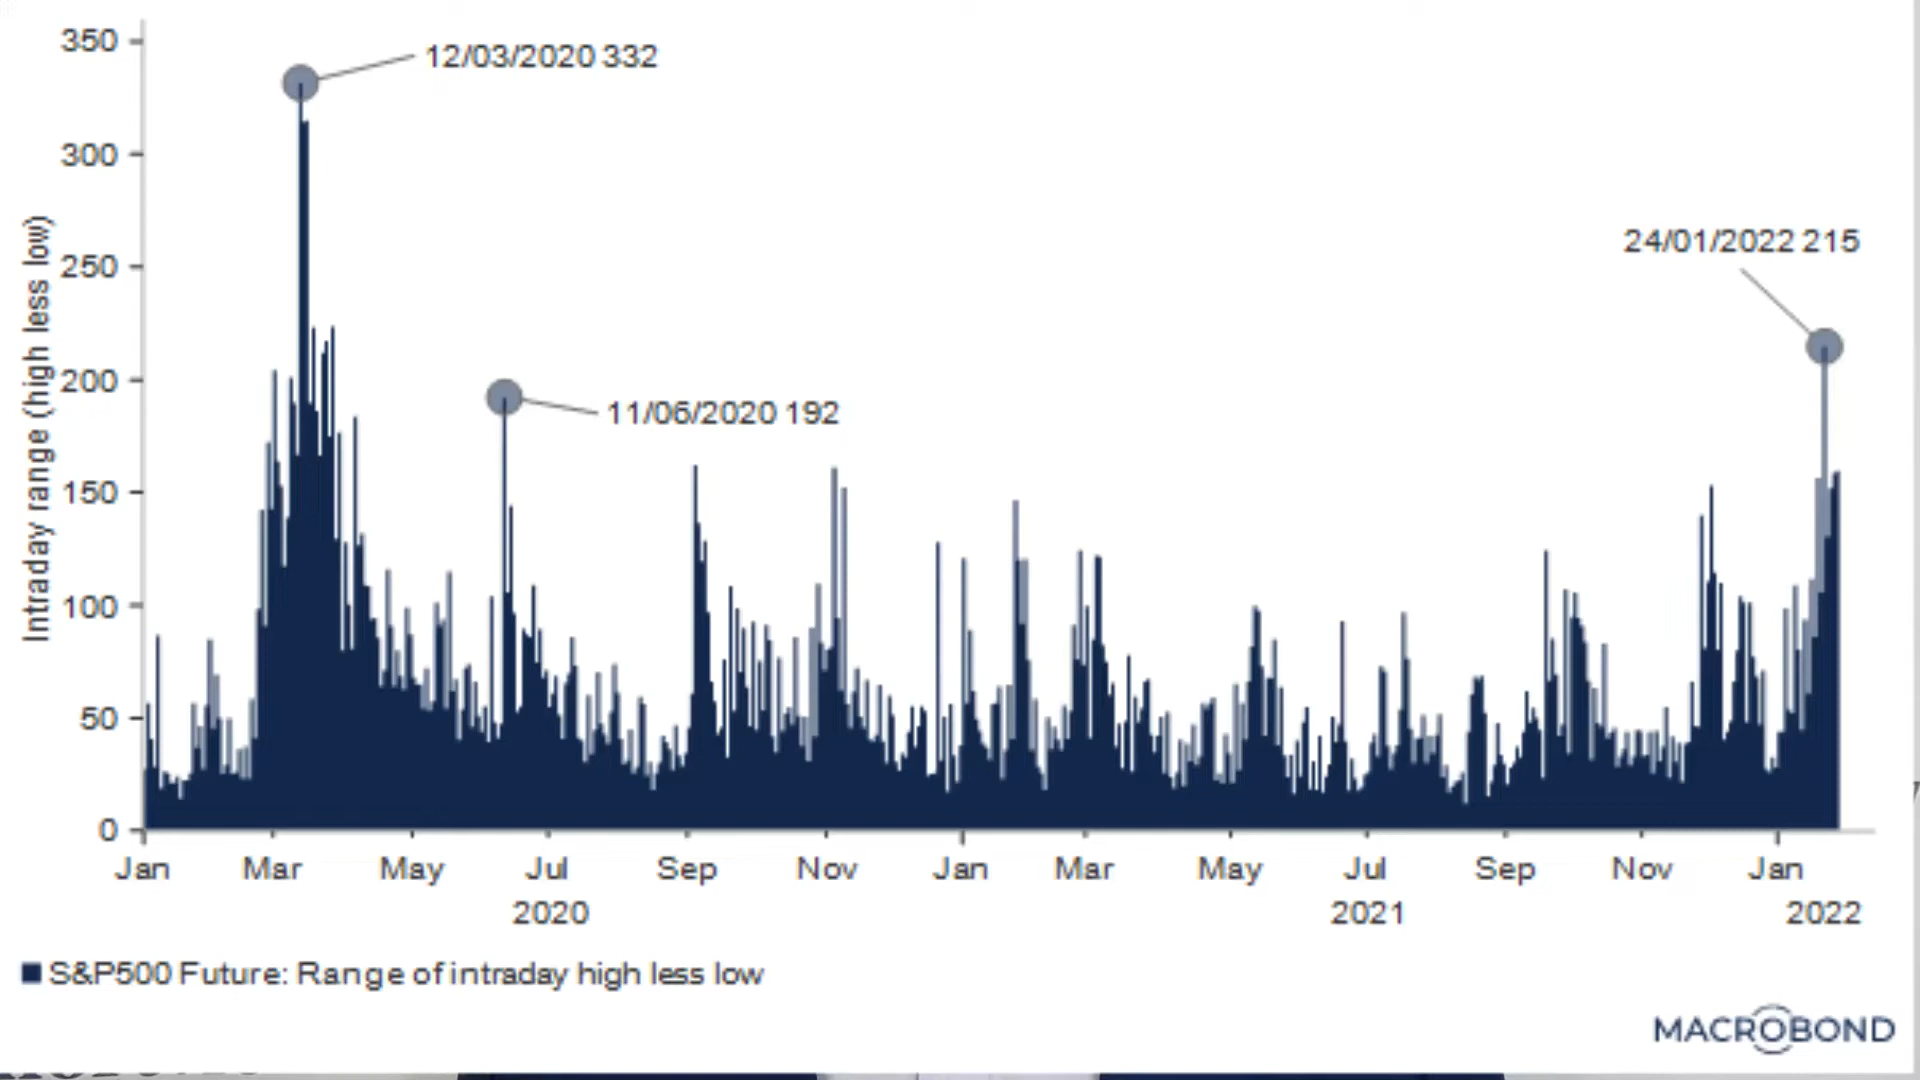 350
12/03/2020 332
300
250
24/01/2022 215
200
11/06/2020 192
150
100
50
0
Intraday range (high less low)
Jan Mar May Jul Sep Nov Jan Mar May Jul Sep Nov Jan
2020 2021 2022
S&P500 Future: Range of intraday high less low
MACROBOND